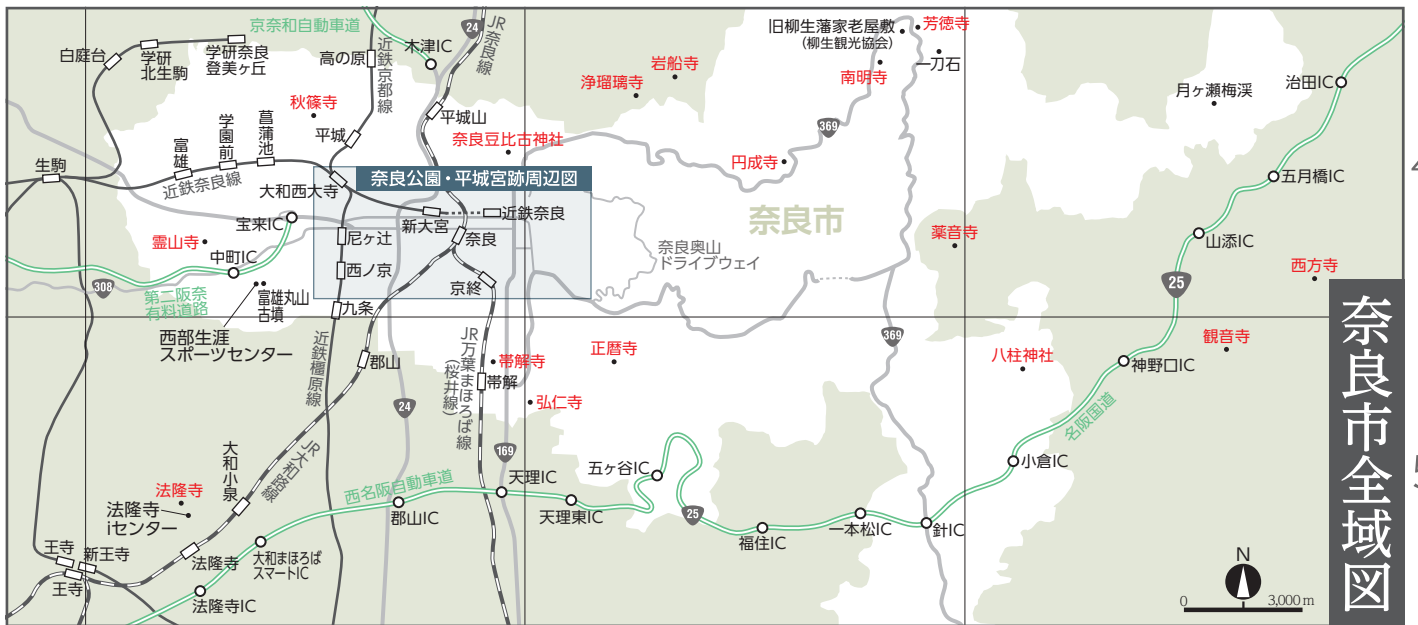 京奈和自動車道
24
JR奈良線
白庭台
学研
北生駒
学研奈良
登美ヶ丘
高の原
近鉄京都線
木津IC
旧柳生藩家老屋敷
(柳生観光協会)
芳徳寺
一刀石
岩船寺
浄瑠璃寺
南明寺
月ヶ瀬梅渓
治田IC
秋篠寺
平城山
369
平城
奈良豆比古神社
円成寺
生駒
富雄
学園前
菖蒲池
近鉄奈良線
大和西大寺
奈良公園・平城宮跡周辺図
五月橋IC
宝来IC
新大宮
近鉄奈良
奈良市
霊山寺
中町IC
尼ヶ辻
奈良
奈良奥山
ドライブウェイ
薬音寺
山添IC
西ノ京
京終
西方寺
308
第二阪奈
有料道路
富雄丸山
古墳
九条
25
西部生涯
スポーツセンター
近鉄橿原線
郡山
JR万葉まほろば線
(桜井線)
帯解寺
帯解
正暦寺
369
八柱神社
神野口IC
観音寺
24
弘仁寺
名阪国道
大和小泉
JR大和路線
169
五ヶ谷IC
小倉IC
法隆寺
法隆寺
iセンター
西名阪自動車道
郡山IC
天理IC
天理東IC
25
福住IC
一本松IC
針IC
王寺
新王寺
王寺
法隆寺
大和まほろば
スマートIC
法隆寺IC
N
0
3,000m
奈良市全域図